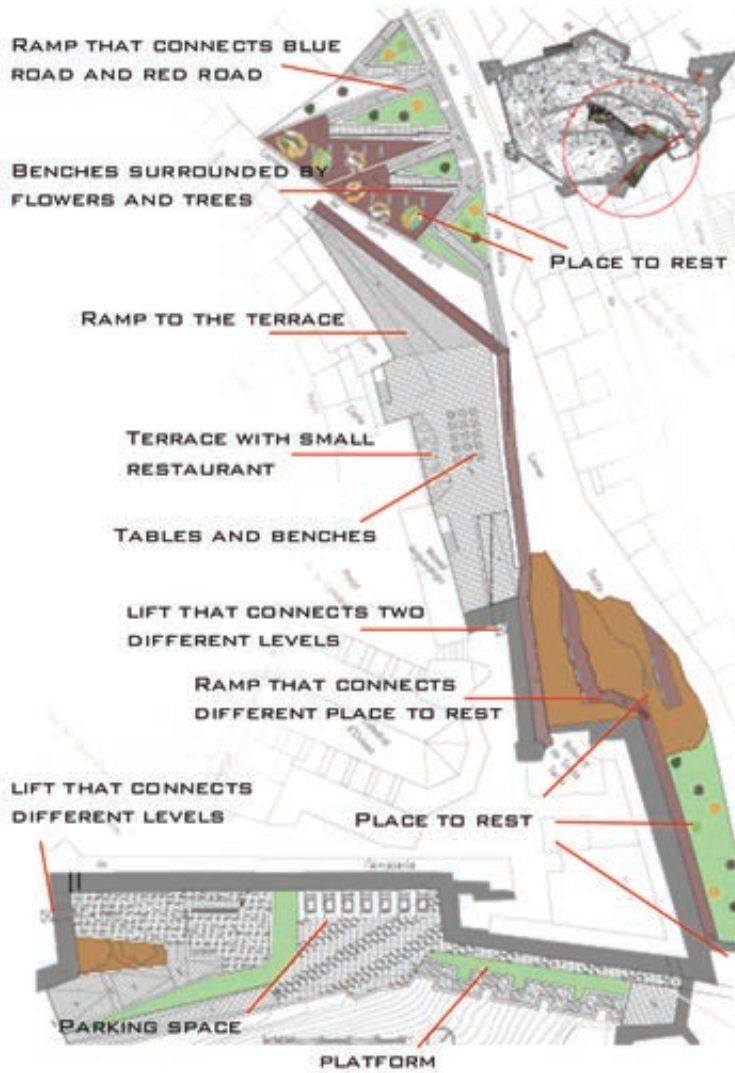 RAMP THAT CONNECTS BLUE
ROAD AND RED ROAD
BENCHES SURROUNDED BY
FLOWERS AND TREES
PLACE TO REST
RAMP TO THE TERRACE
TERRACE WITH SMALL
RESTAURANT
TABLES AND BENCHES
LIFT THAT CONNECTS TWO
DIFFERENT LEVELS
RAMP THAT CONNECTS
DIFFERENT PLACE TO REST
LIFT THAT CONNECTS
DIFFERENT LEVELS
PLACE TO REST
PARKING SPACE
PLATFORM